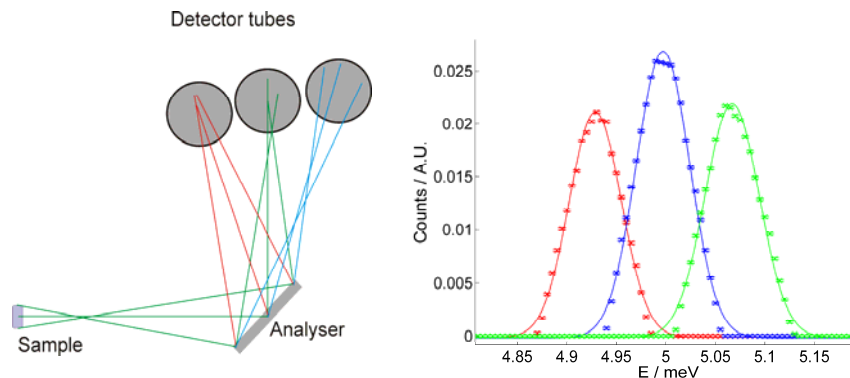 Detector tubes
Sample
Analyser
Counts / A.U.
0.025
0.02
0.015
0.01
0.005
0
4.85
4.9
4.95
5
5.05
5.1
5.15
E / meV